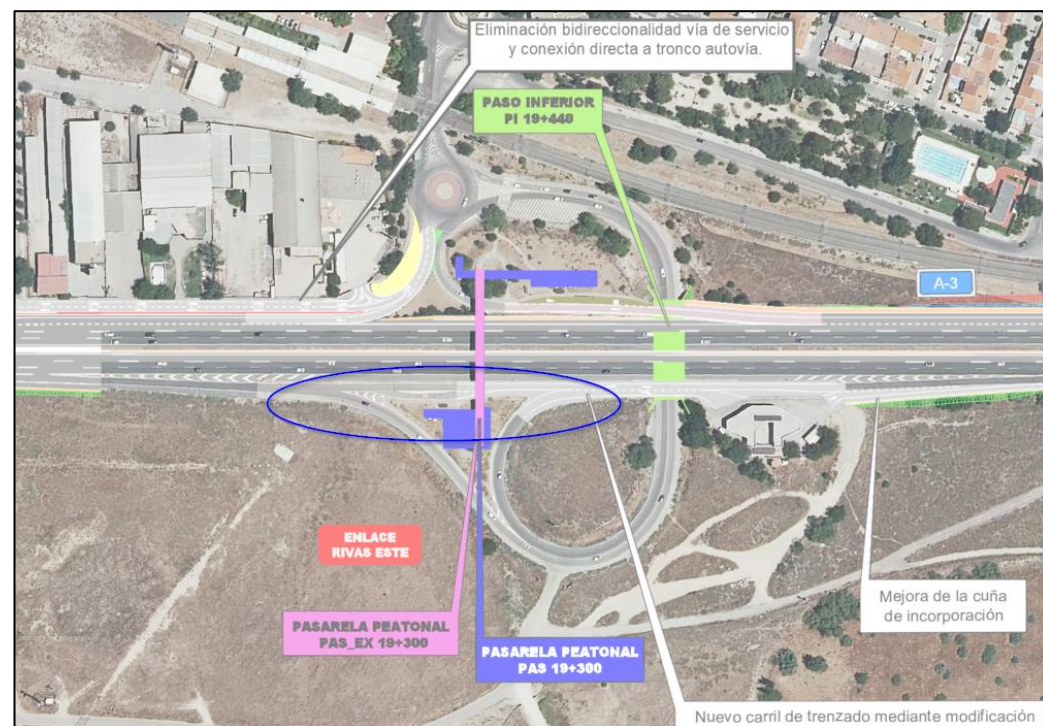 Eliminación bidireccionalidad vía de servicio
y conexión directa a tronco autovía.
PASO INFERIOR
PI 19+440
A-3
ENLACE
RIVAS ESTE
PASARELA PEATONAL
PAS_EX 19+300
PASARELA PEATONAL
PAS 19+300
Mejora de la cuña
de incorporación
Nuevo carril de trenzado mediante modificación